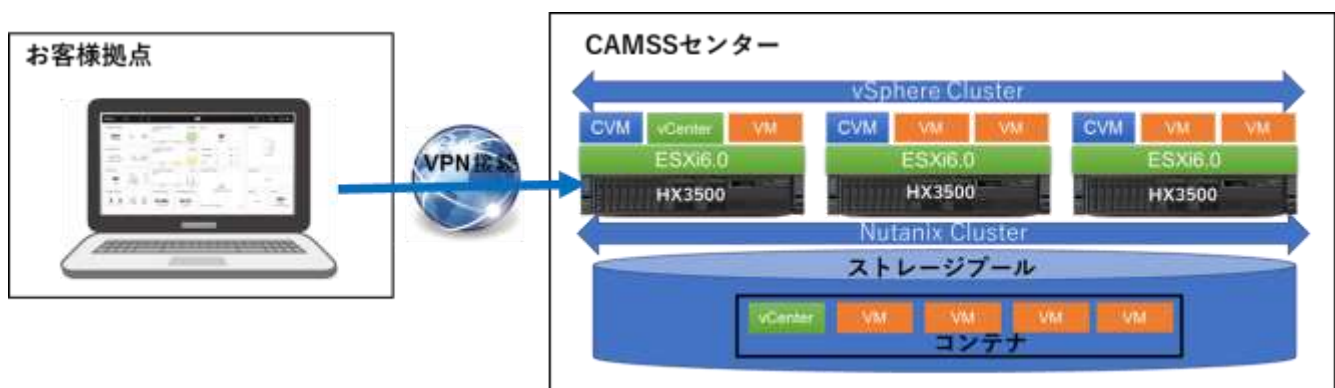 お客様拠点
VPN接続
CAMSSセンター
vSphere Cluster
CVM vCenter VM CVM VM VM CVM VM VM
ESXi6.0 ESXi6.0 ESXi6.0
HX3500 HX3500 HX3500
Nutanix Cluster
ストレージプール
vCenter VM VM VM VM
コンテナ